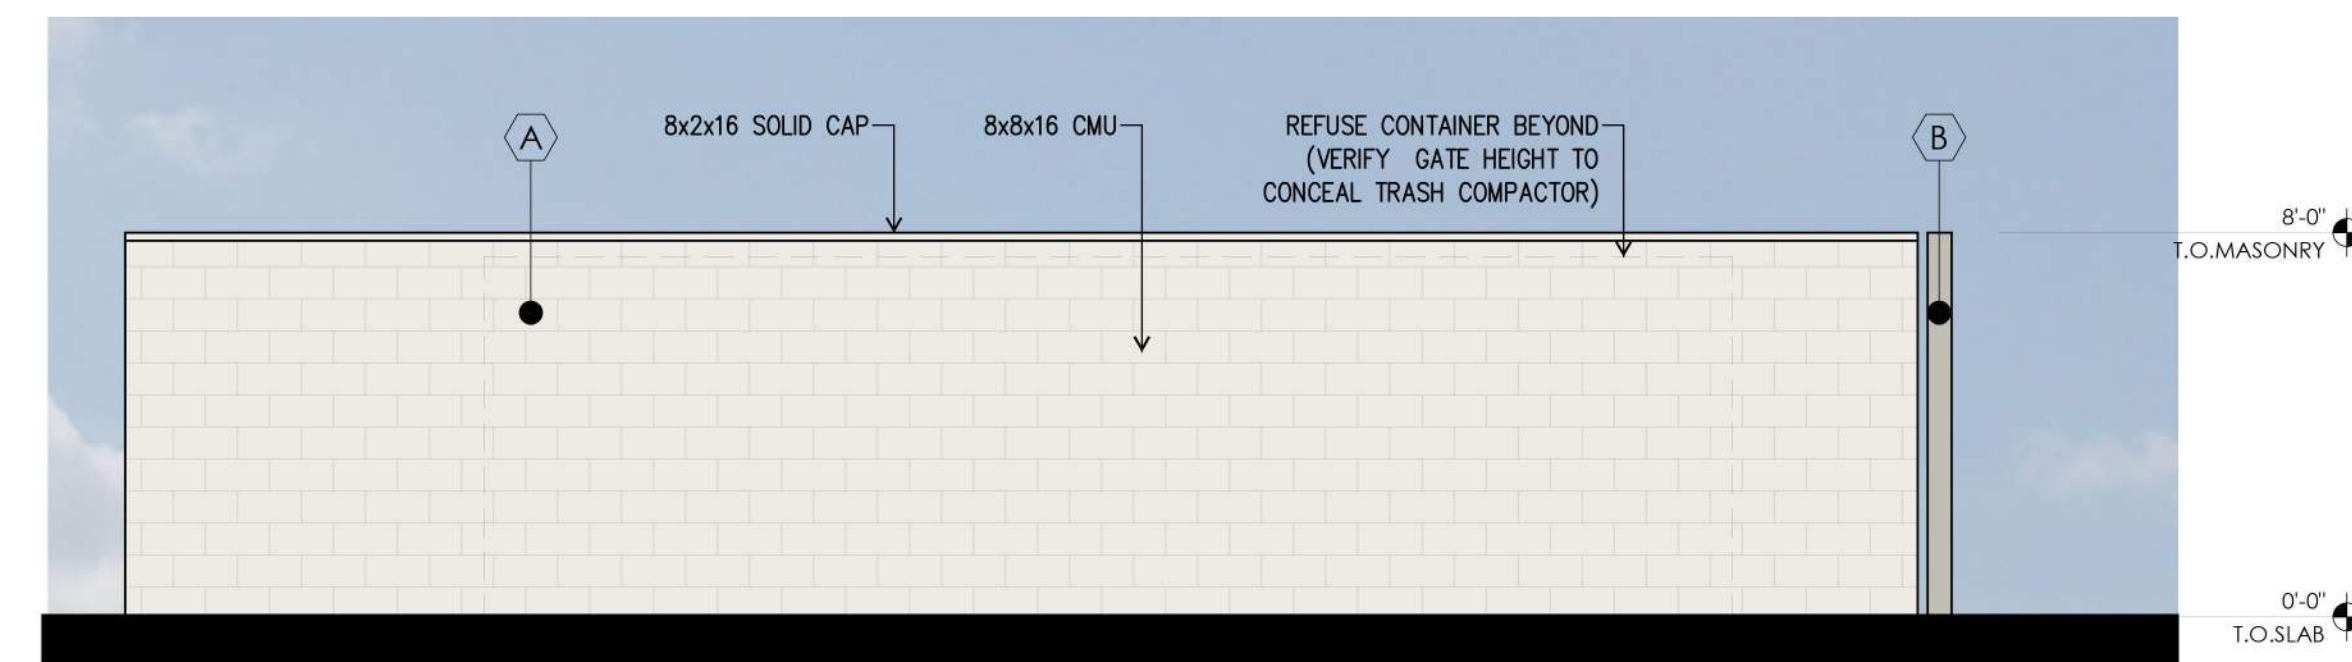 A
8x2x16 SOLID CAP
8x8x16 CMU
REFUSE CONTAINER BEYOND
(VERIFY GATE HEIGHT TO
CONCEAL TRASH COMPACTOR)
B
8'-0"
T.O.MASONRY
0'-0"
T.O.SLAB